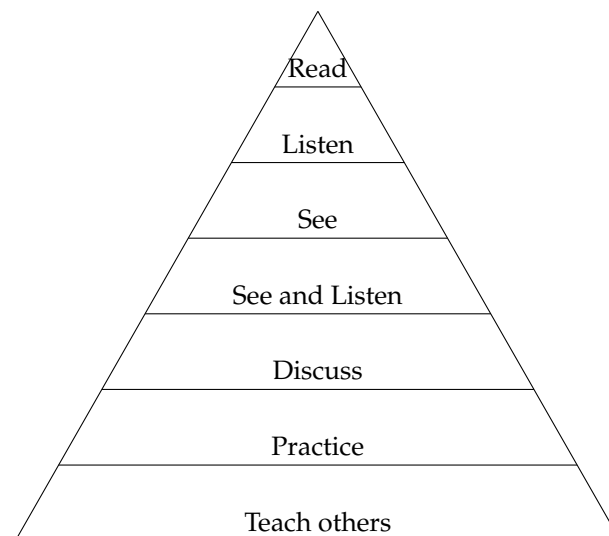 Read
Listen
See
See and Listen
Discuss
Practice
Teach others